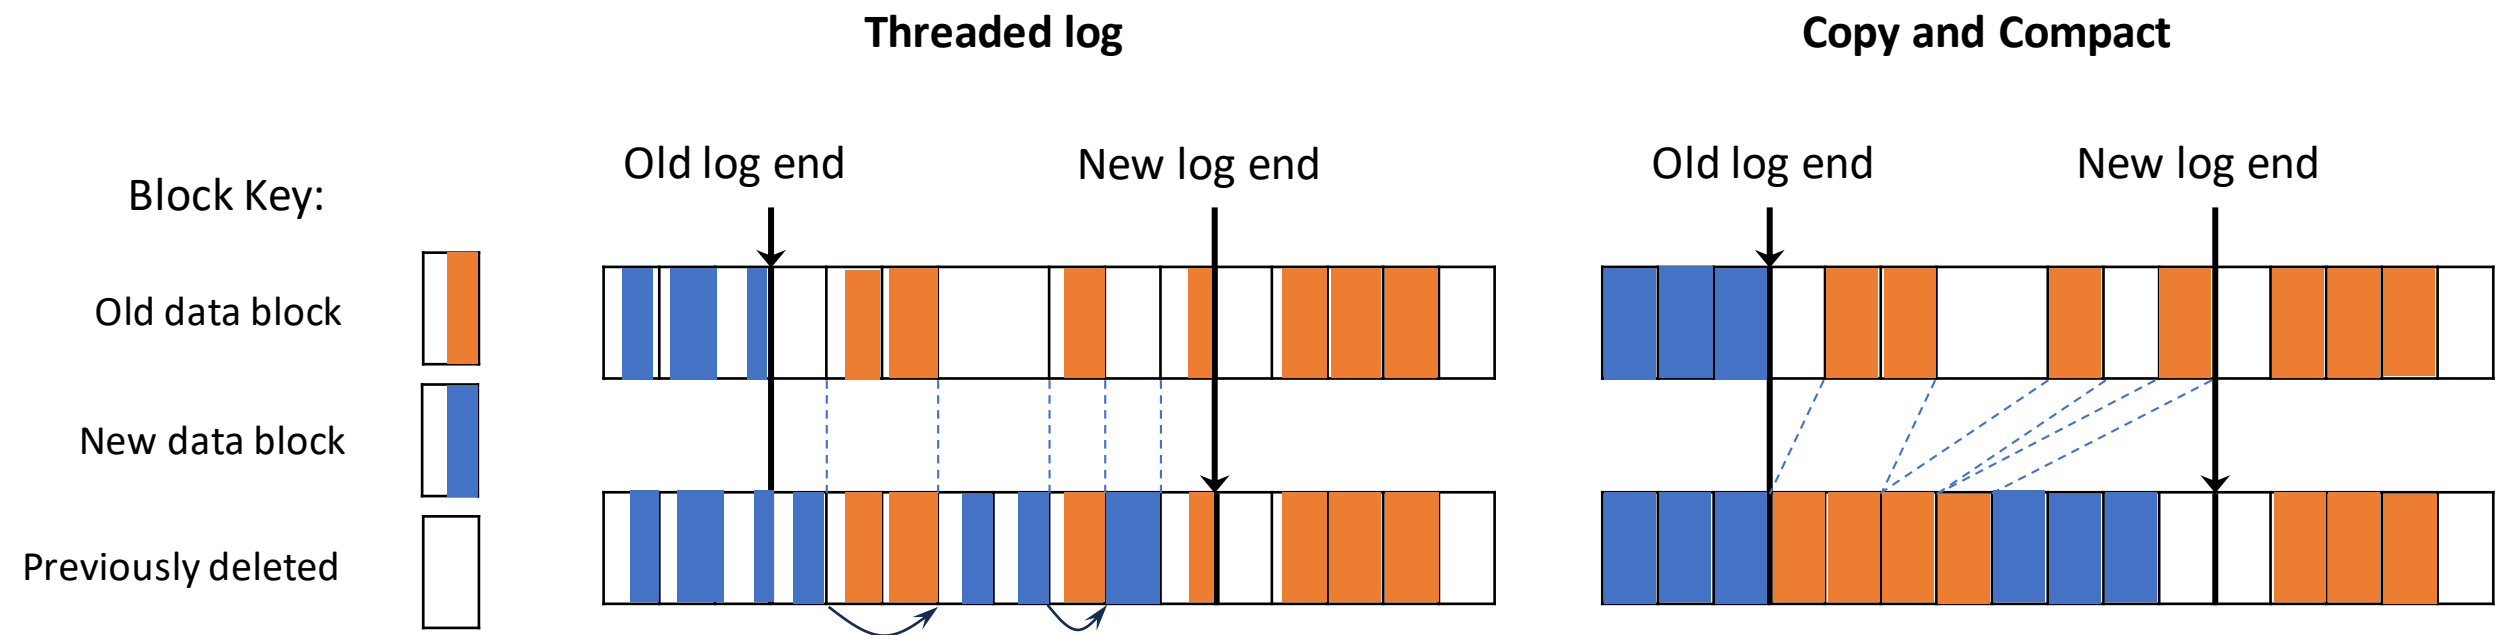 Threaded log
Copy and Compact
Old log end
New log end
Old log end
New log end
Block Key:
Old data block
New data block
Previously deleted